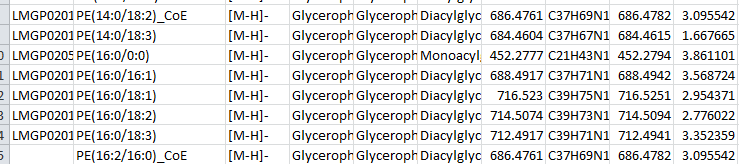 LMGP0201 PE(14:0/18:2)_CoE [M-H]- Glyceroph Glyceroph Diacylglyc 686.4761 C37H69N1 686.4782 3.095542
LMGP0201 PE(14:0/18:3) [M-H]- Glyceroph Glyceroph Diacylglyc 684.4604 C37H67N1 684.4615 1.667665
0 LMGP0205 PE(16:0/0:0) [M-H]- Glyceroph Glyceroph Monoacyl 452.2777 C21H43N1 452.2794 3.861101
1 LMGP0201 PE(16:0/16:1) [M-H]- Glyceroph Glyceroph Diacylglyc 688.4917 C37H71N1 688.4942 3.568724
2 LMGP0201 PE(16:0/18:1) [M-H]- Glyceroph Glyceroph Diacylglyc 716.523 C39H75N1 716.5251 2.954371
3 LMGP0201 PE(16:0/18:2) [M-H]- Glyceroph Glyceroph Diacylglyc 714.5074 C39H73N1 714.5094 2.776022
4 LMGP0201 PE(16:0/18:3) [M-H]- Glyceroph Glyceroph Diacylglyc 712.4917 C39H71N1 712.4941 3.352359
5 PE(16:2/16:0)_CoE [M-H]- Glyceroph Glyceroph Diacylglyc 686.4761 C37H69N1 686.4782 3.095542